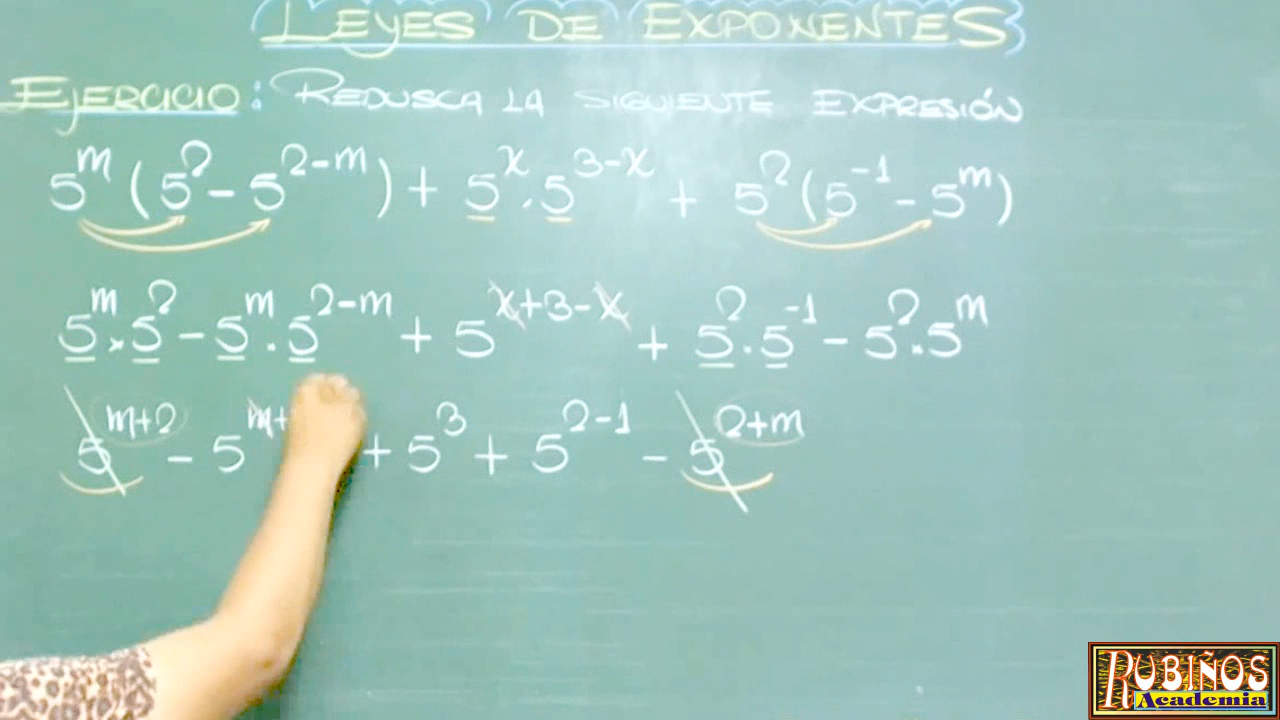 LEYES DE EXPONENTES
EJERCICIO: REDUSCA LA SIGUIENTE EXPRESIÓN
5^m (5^2 - 5^{2-m}) + 5^x · 5^{3-x} + 5^2 (5^{-1} - 5^m)
5^m × 5^2 - 5^m · 5^{2-m} + 5^{x+3-x} + 5^2 · 5^{-1} - 5^2 · 5^m
5^{m+2} - 5^{m+} + 5^3 + 5^{2-1} - 5^{2+m}
RUBIÑOS
Academia